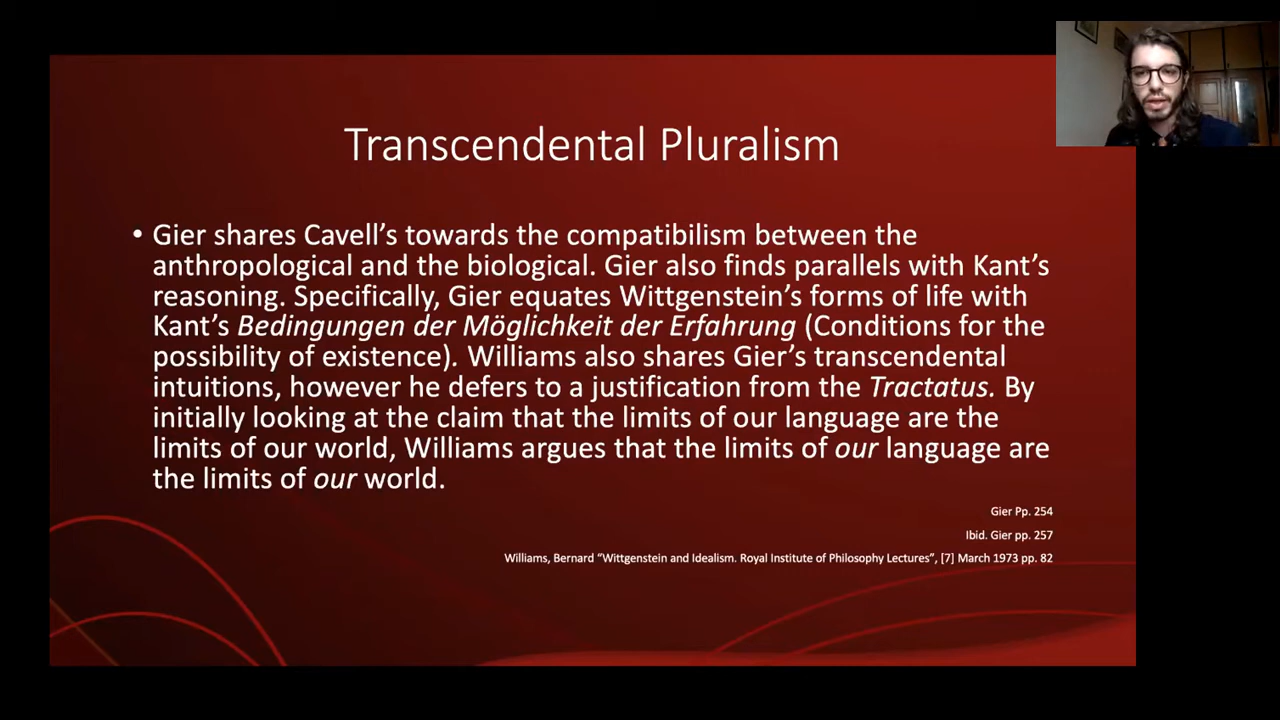 Transcendental Pluralism
• Gier shares Cavell’s towards the compatibilism between the
anthropological and the biological. Gier also finds parallels with Kant’s
reasoning. Specifically, Gier equates Wittgenstein’s forms of life with
Kant’s Bedingungen der Möglichkeit der Erfahrung (Conditions for the
possibility of existence). Williams also shares Gier’s transcendental
intuitions, however he defers to a justification from the Tractatus. By
initially looking at the claim that the limits of our language are the
limits of our world, Williams argues that the limits of our language are
the limits of our world.
Gier Pp. 254
Ibid. Gier pp. 257
Williams, Bernard “Wittgenstein and Idealism. Royal Institute of Philosophy Lectures”, [7] March 1973 pp. 82